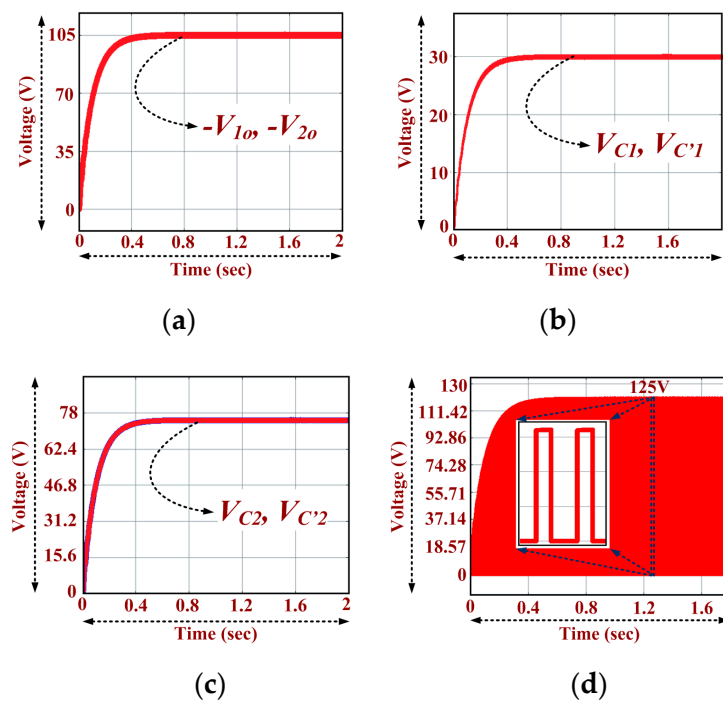 105
70
35
0
Voltage (V)
-V1o, -V2o
0 0.4 0.8 1.2 1.6 2
Time (sec)
(a)
40
30
20
10
0
Voltage (V)
VC1, VC'1
0 0.4 0.8 1.2 1.6
Time (sec)
(b)
78
62.4
46.8
31.2
15.6
0
Voltage (V)
VC2, VC'2
0 0.4 0.8 1.2 1.6 2
Time (sec)
(c)
130
111.42
92.86
74.28
55.71
37.14
18.57
0
Voltage (V)
125V
0 0.4 0.8 1.2 1.6
Time (sec)
(d)